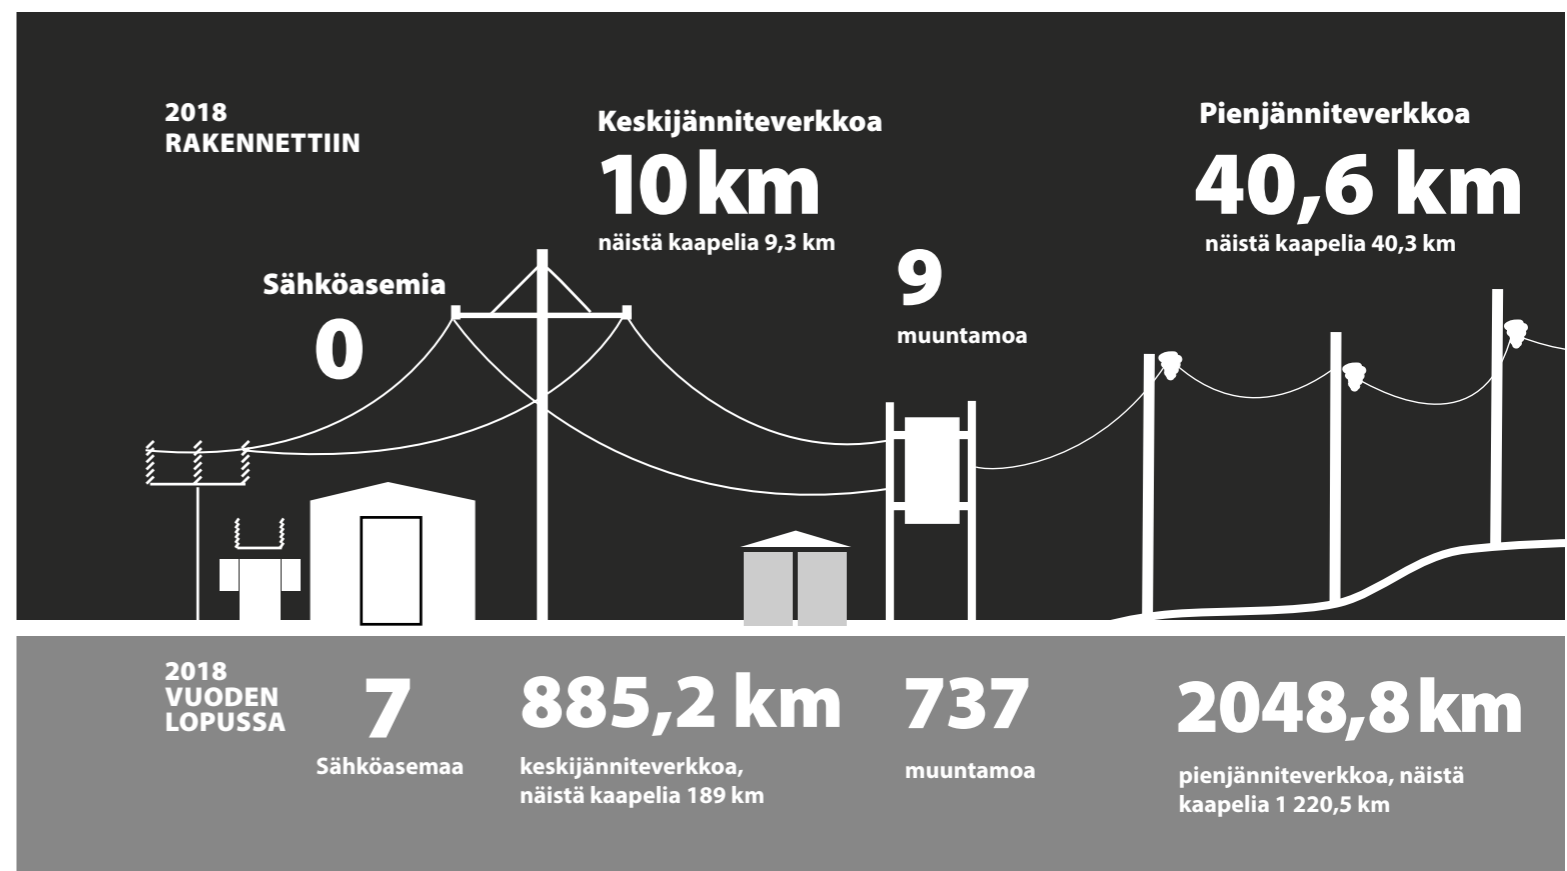 2018
RAKENNETTIIN
Sähköasemia
0
Keskijänniteverkkoa
10 km
näistä kaapelia 9,3 km
9
muuntamoa
Pienjänniteverkkoa
40,6 km
näistä kaapelia 40,3 km
2018
VUODEN
LOPUSSA
7
Sähköasemaa
885,2 km
keskijänniteverkkoa,
näistä kaapelia 189 km
737
muuntamoa
2048,8 km
pienjänniteverkkoa, näistä
kaapelia 1 220,5 km